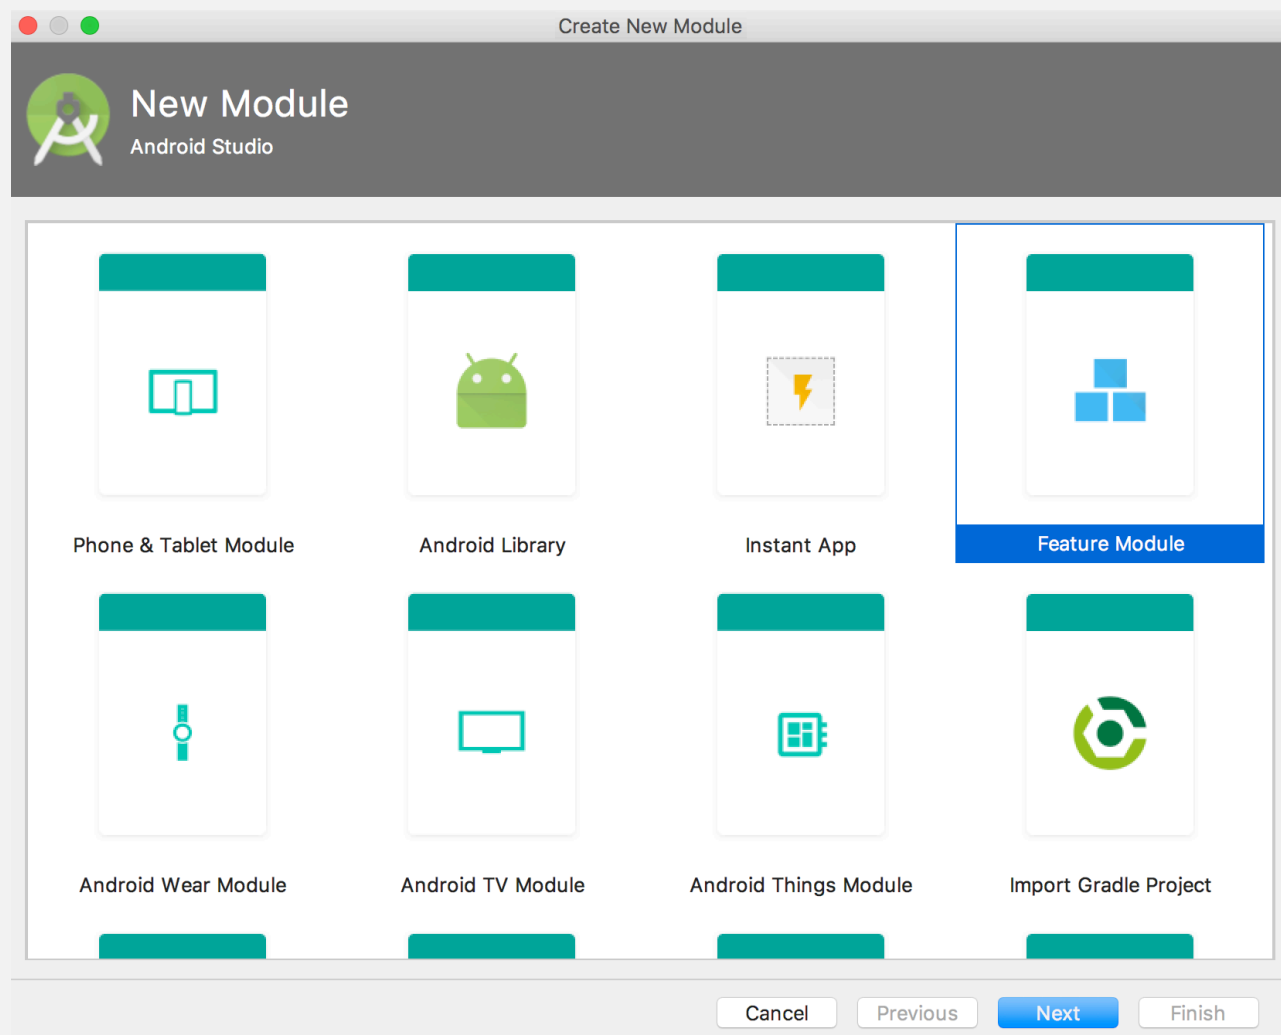 Create New Module
New Module
Android Studio
Phone & Tablet Module
Android Library
Instant App
Feature Module
Android Wear Module
Android TV Module
Android Things Module
Import Gradle Project
Cancel
Previous
Next
Finish